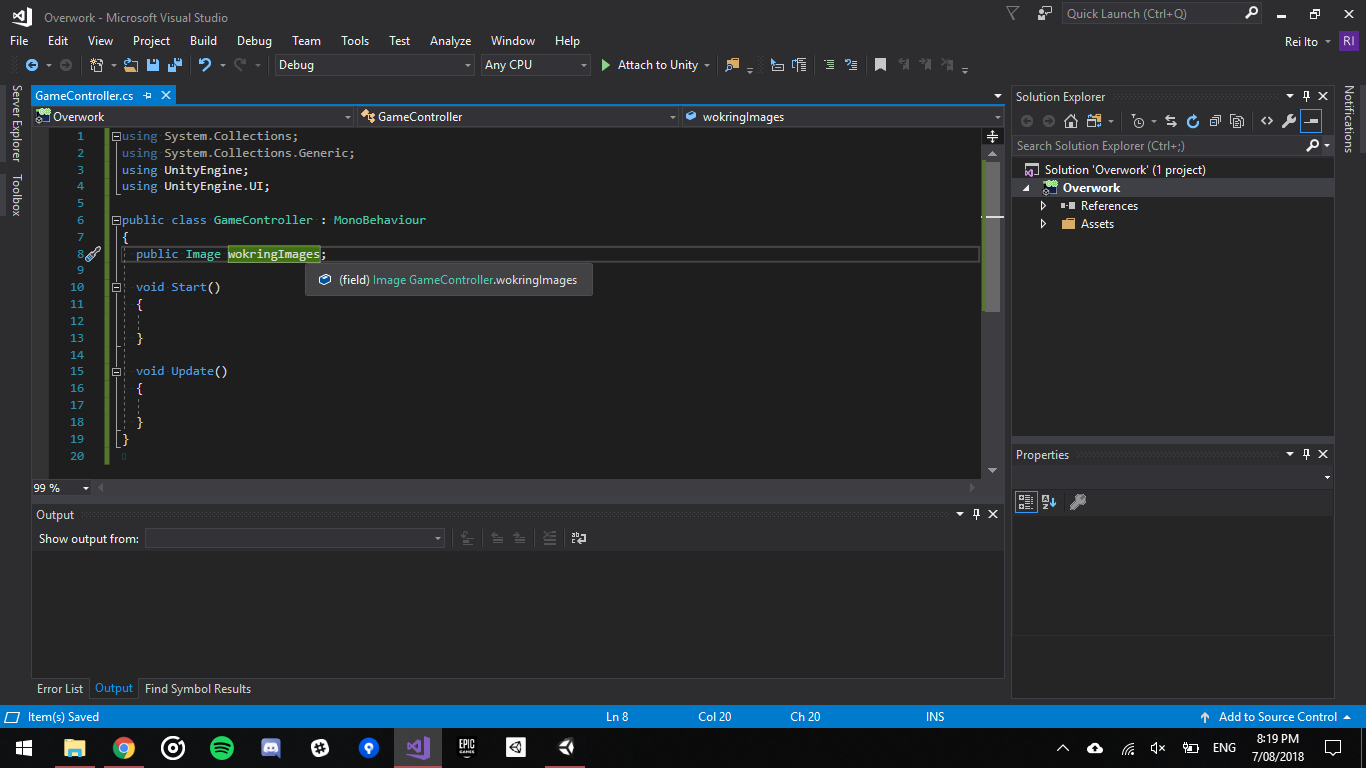 Overwork - Microsoft Visual Studio
Quick Launch (Ctrl+Q)
File Edit View Project Build Debug Team Tools Test Analyze Window Help
Rei Ito RI
Debug Any CPU Attach to Unity
Server Explorer
Toolbox
GameController.cs
Overwork GameController wokringImages
1 using System.Collections;
2 using System.Collections.Generic;
3 using UnityEngine;
4 using UnityEngine.UI;
5
6 public class GameController : MonoBehaviour
7 {
8 public Image wokringImages;
9
(field) Image GameController.wokringImages
10 void Start()
11 {
12
13 }
14
15 void Update()
16 {
17
18 }
19 }
20
99 %
Output
Show output from:
Error List Output Find Symbol Results
Solution Explorer
Search Solution Explorer (Ctrl+;)
Solution 'Overwork' (1 project)
Overwork
References
Assets
Properties
Notifications
Item(s) Saved Ln 8 Col 20 Ch 20 INS Add to Source Control
EPIC GAMES
ENG 8:19 PM
7/08/2018